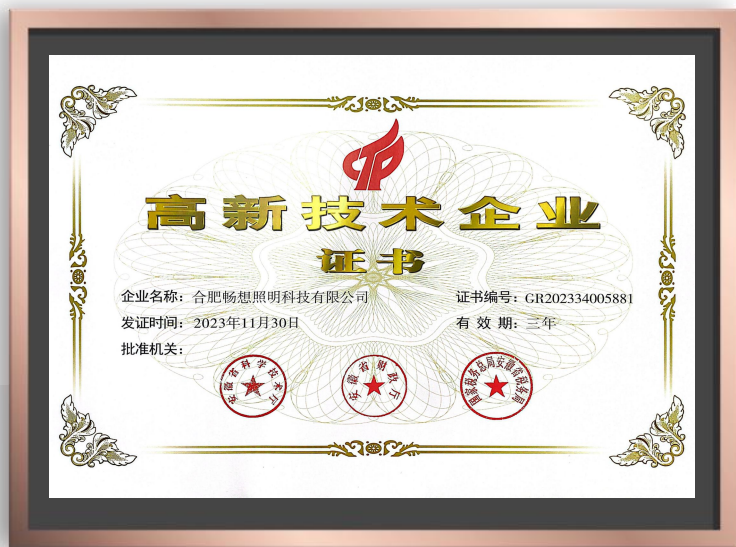 高新技术企业
证书
企业名称：合肥畅想照明科技有限公司
证书编号：GR202334005881
发证时间：2023年11月30日
有 效 期：三年
批准机关：
安徽省科学技术厅
安徽省财政厅
国家税务总局安徽省税务局